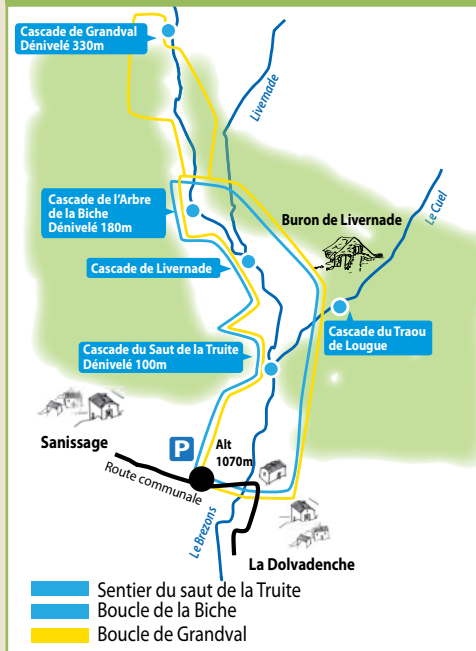 Cascade de Grandval
Dénivelé 330m
Livernade
Cascade de l'Arbre
de la Biche
Dénivelé 180m
Buron de Livernade
Le Cuel
Cascade de Livernade
Cascade du Traou
de Lougue
Cascade du Saut de la Truite
Dénivelé 100m
Sanissage
P
Alt
1070m
Route communale
Le Brezons
La Dolvadenche
Sentier du saut de la Truite
Boucle de la Biche
Boucle de Grandval